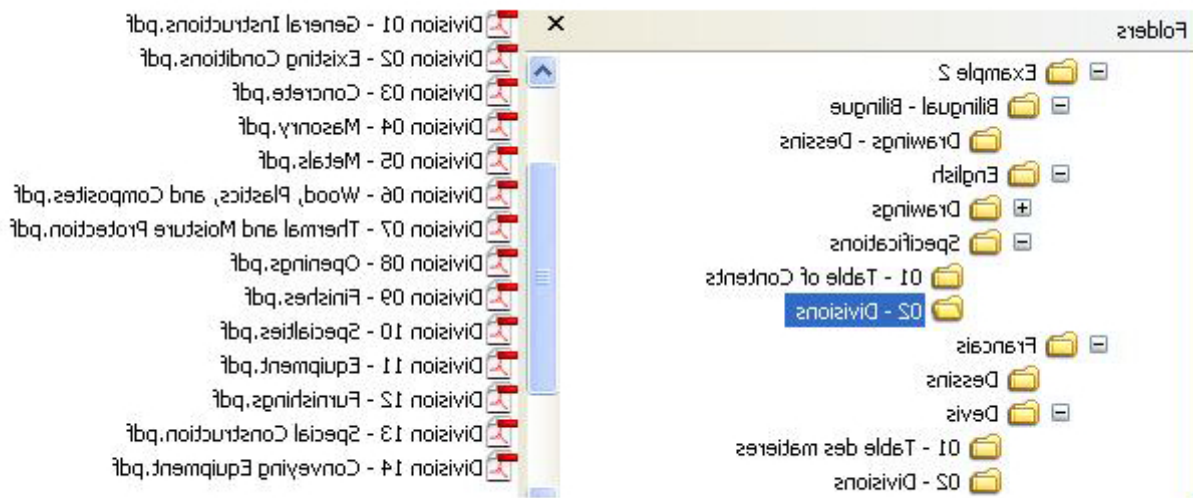 Folders
Example 2
Bilingual - Bilingue
Drawings - Dessins
English
Drawings
Specifications
01 - Table of Contents
02 - Divisions
Francais
Dessins
Devis
01 - Table des matieres
02 - Divisions
Division 01 - General Instructions.pdf
Division 02 - Existing Conditions.pdf
Division 03 - Concrete.pdf
Division 04 - Masonry.pdf
Division 05 - Metals.pdf
Division 06 - Wood, Plastics, and Composites.pdf
Division 07 - Thermal and Moisture Protection.pdf
Division 08 - Openings.pdf
Division 09 - Finishes.pdf
Division 10 - Specialties.pdf
Division 11 - Equipment.pdf
Division 12 - Furnishings.pdf
Division 13 - Special Construction.pdf
Division 14 - Conveying Equipment.pdf